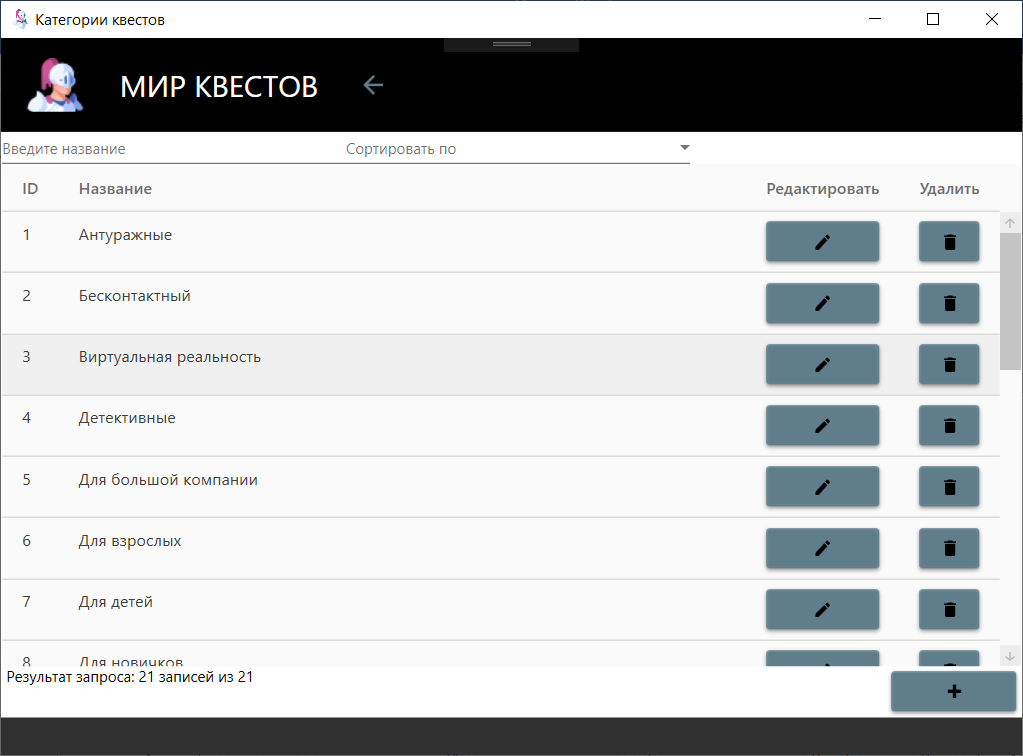 Категории квестов
МИР КВЕСТОВ
Введите название Сортировать по
ID Название Редактировать Удалить
1 Антуражные
2 Бесконтактный
3 Виртуальная реальность
4 Детективные
5 Для большой компании
6 Для взрослых
7 Для детей
8 Для новичков
Результат запроса: 21 записей из 21